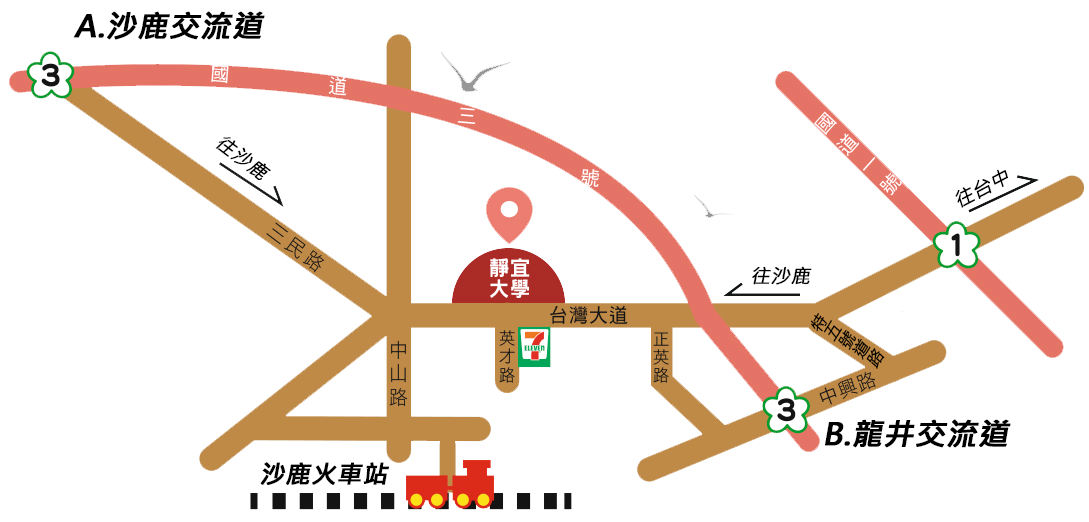 A.沙鹿交流道
3
國道三號
往沙鹿
三民路
國道一號
往台中
1
靜宜
大學
往沙鹿
台灣大道
特五號道路
中山路
英才路
7
ELEVEN
正英路
中興路
3
B.龍井交流道
沙鹿火車站